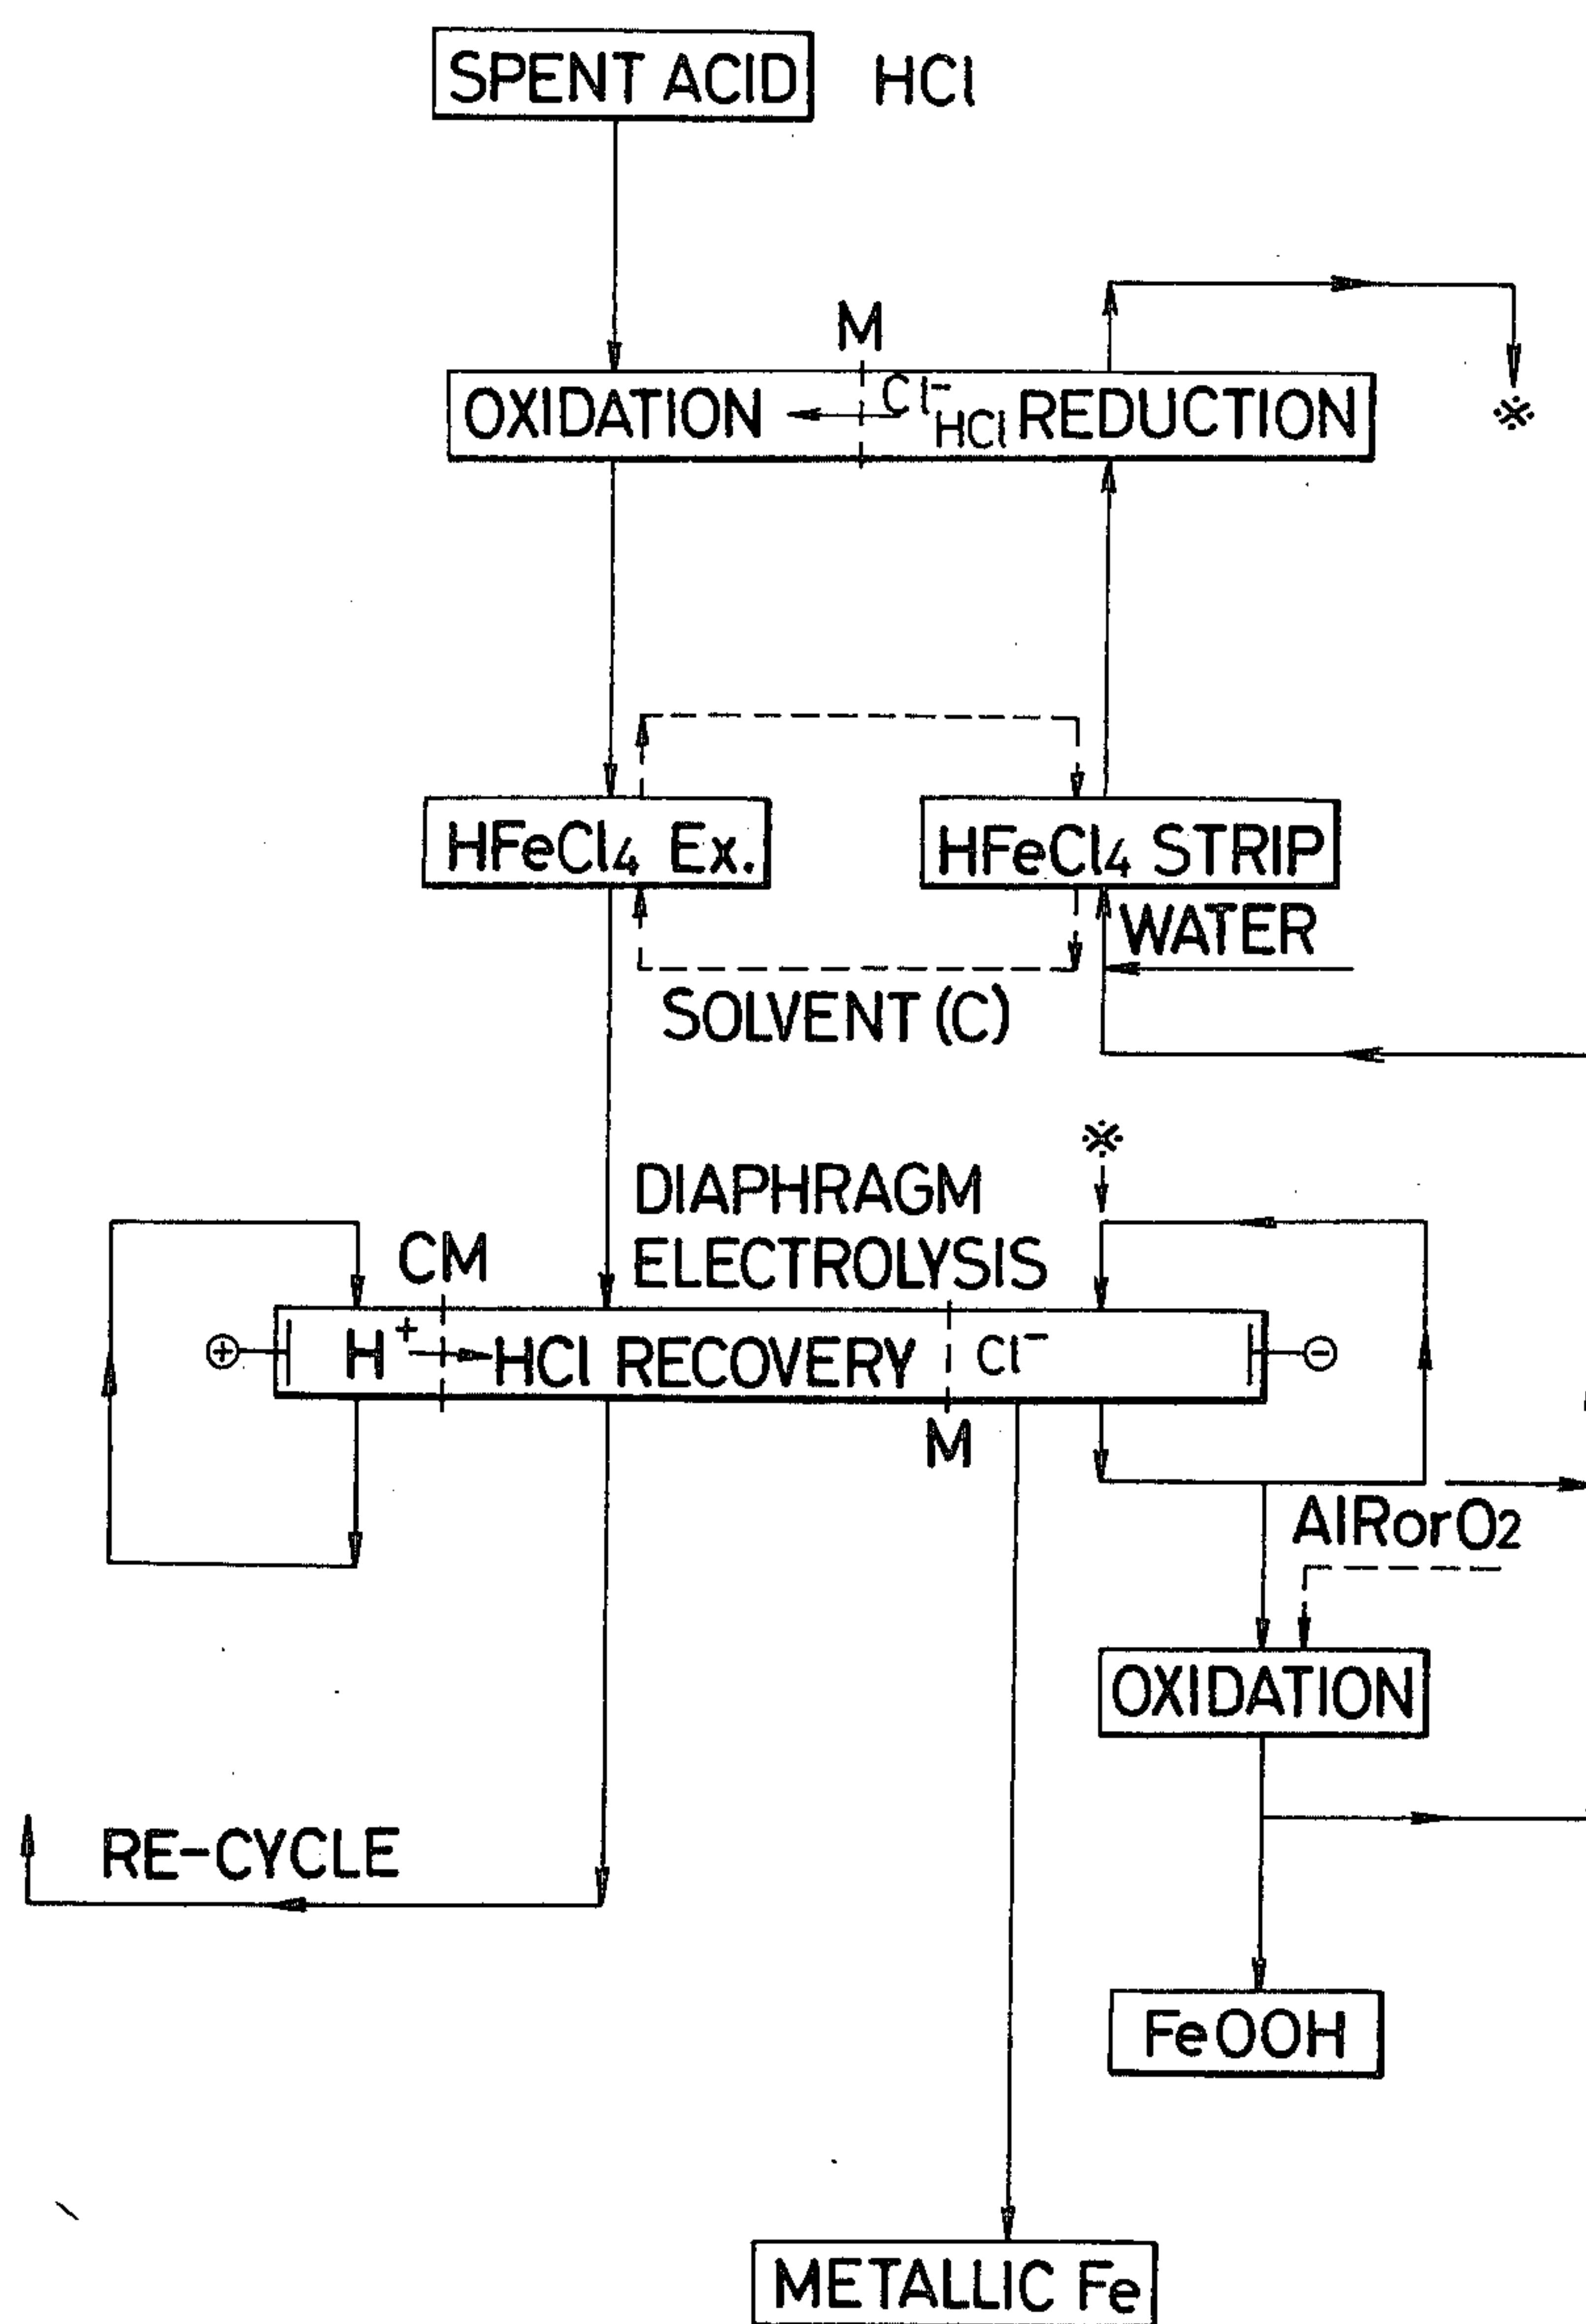 SPENT ACID HCl
M
OXIDATION Cl⁻ HCl REDUCTION
※
HFeCl₄ Ex. HFeCl₄ STRIP
WATER
SOLVENT (C)
※
DIAPHRAGM
ELECTROLYSIS
CM
⊕ H⁺ HCl RECOVERY Cl⁻ ⊖
M
AIRorO₂
OXIDATION
RE-CYCLE
FeOOH
METALLIC Fe